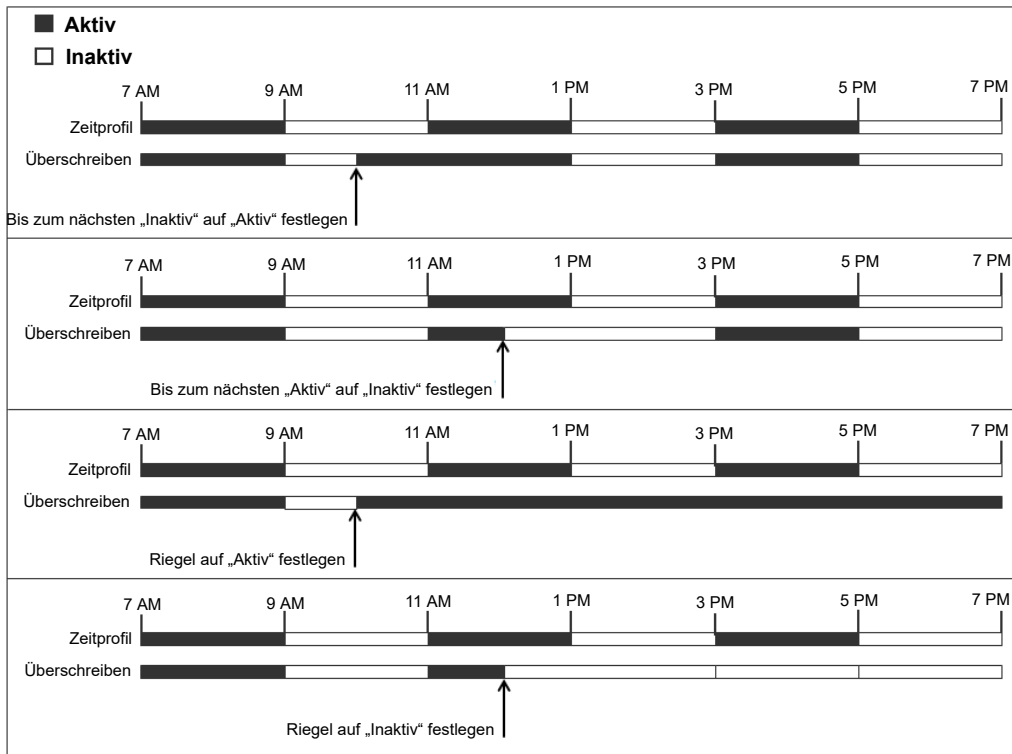 Aktiv
Inaktiv
7 AM 9 AM 11 AM 1 PM 3 PM 5 PM 7 PM
Zeitprofil
Überschreiben
Bis zum nächsten „Inaktiv“ auf „Aktiv“ festlegen
7 AM 9 AM 11 AM 1 PM 3 PM 5 PM 7 PM
Zeitprofil
Überschreiben
Bis zum nächsten „Aktiv“ auf „Inaktiv“ festlegen
7 AM 9 AM 11 AM 1 PM 3 PM 5 PM 7 PM
Zeitprofil
Überschreiben
Riegel auf „Aktiv“ festlegen
7 AM 9 AM 11 AM 1 PM 3 PM 5 PM 7 PM
Zeitprofil
Überschreiben
Riegel auf „Inaktiv“ festlegen